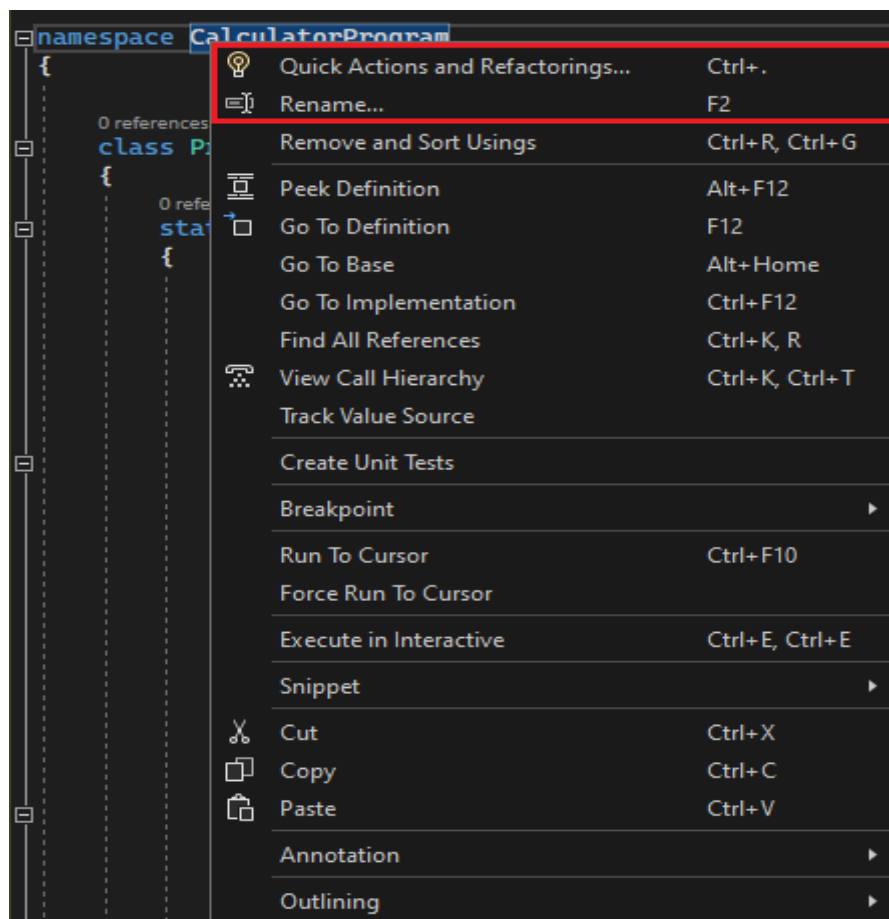 namespace CalculatorProgram
{
Quick Actions and Refactorings... Ctrl+.
Rename... F2
0 references
class
Remove and Sort Usings Ctrl+R, Ctrl+G
{
Peek Definition Alt+F12
0
Go To Definition F12
{
Go To Base Alt+Home
Go To Implementation Ctrl+F12
Find All References Ctrl+K, R
View Call Hierarchy Ctrl+K, Ctrl+T
Track Value Source
Create Unit Tests
Breakpoint
Run To Cursor Ctrl+F10
Force Run To Cursor
Execute in Interactive Ctrl+E, Ctrl+E
Snippet
Cut Ctrl+X
Copy Ctrl+C
Paste Ctrl+V
Annotation
Outlining